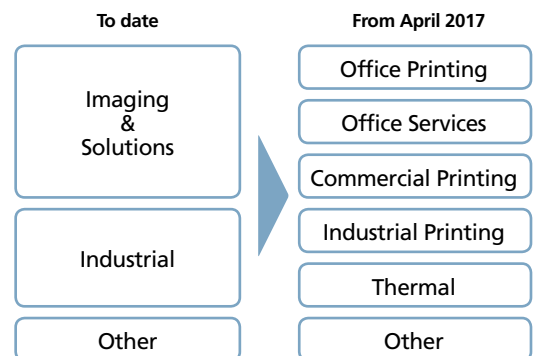 To date
Imaging
&
Solutions
Industrial
Other
From April 2017
Office Printing
Office Services
Commercial Printing
Industrial Printing
Thermal
Other